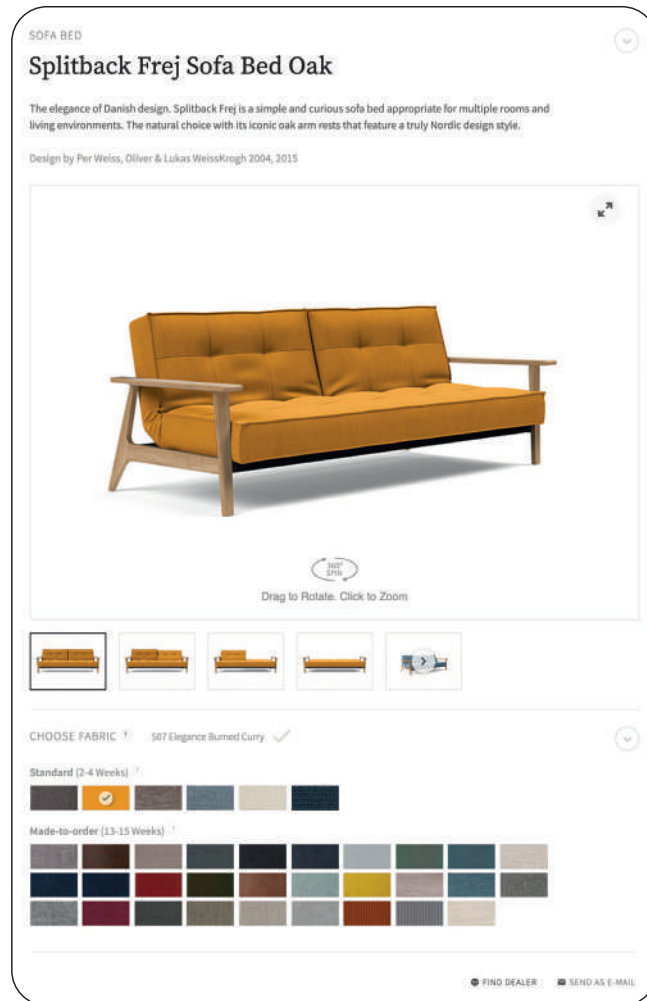 SOFA BED
Splitback Frej Sofa Bed Oak
The elegance of Danish design. Splitback Frej is a simple and curious sofa bed appropriate for multiple rooms and
living environments. The natural choice with its iconic oak arm rests that feature a truly Nordic design style.
Design by Per Weiss, Oliver & Lukas WeissKrogh 2004, 2015
360°
SPIN
Drag to Rotate. Click to Zoom
CHOOSE FABRIC ? 507 Elegance Burned Curry
Standard (2-4 Weeks) ?
Made-to-order (13-15 Weeks) ?
FIND DEALER SEND AS E-MAIL